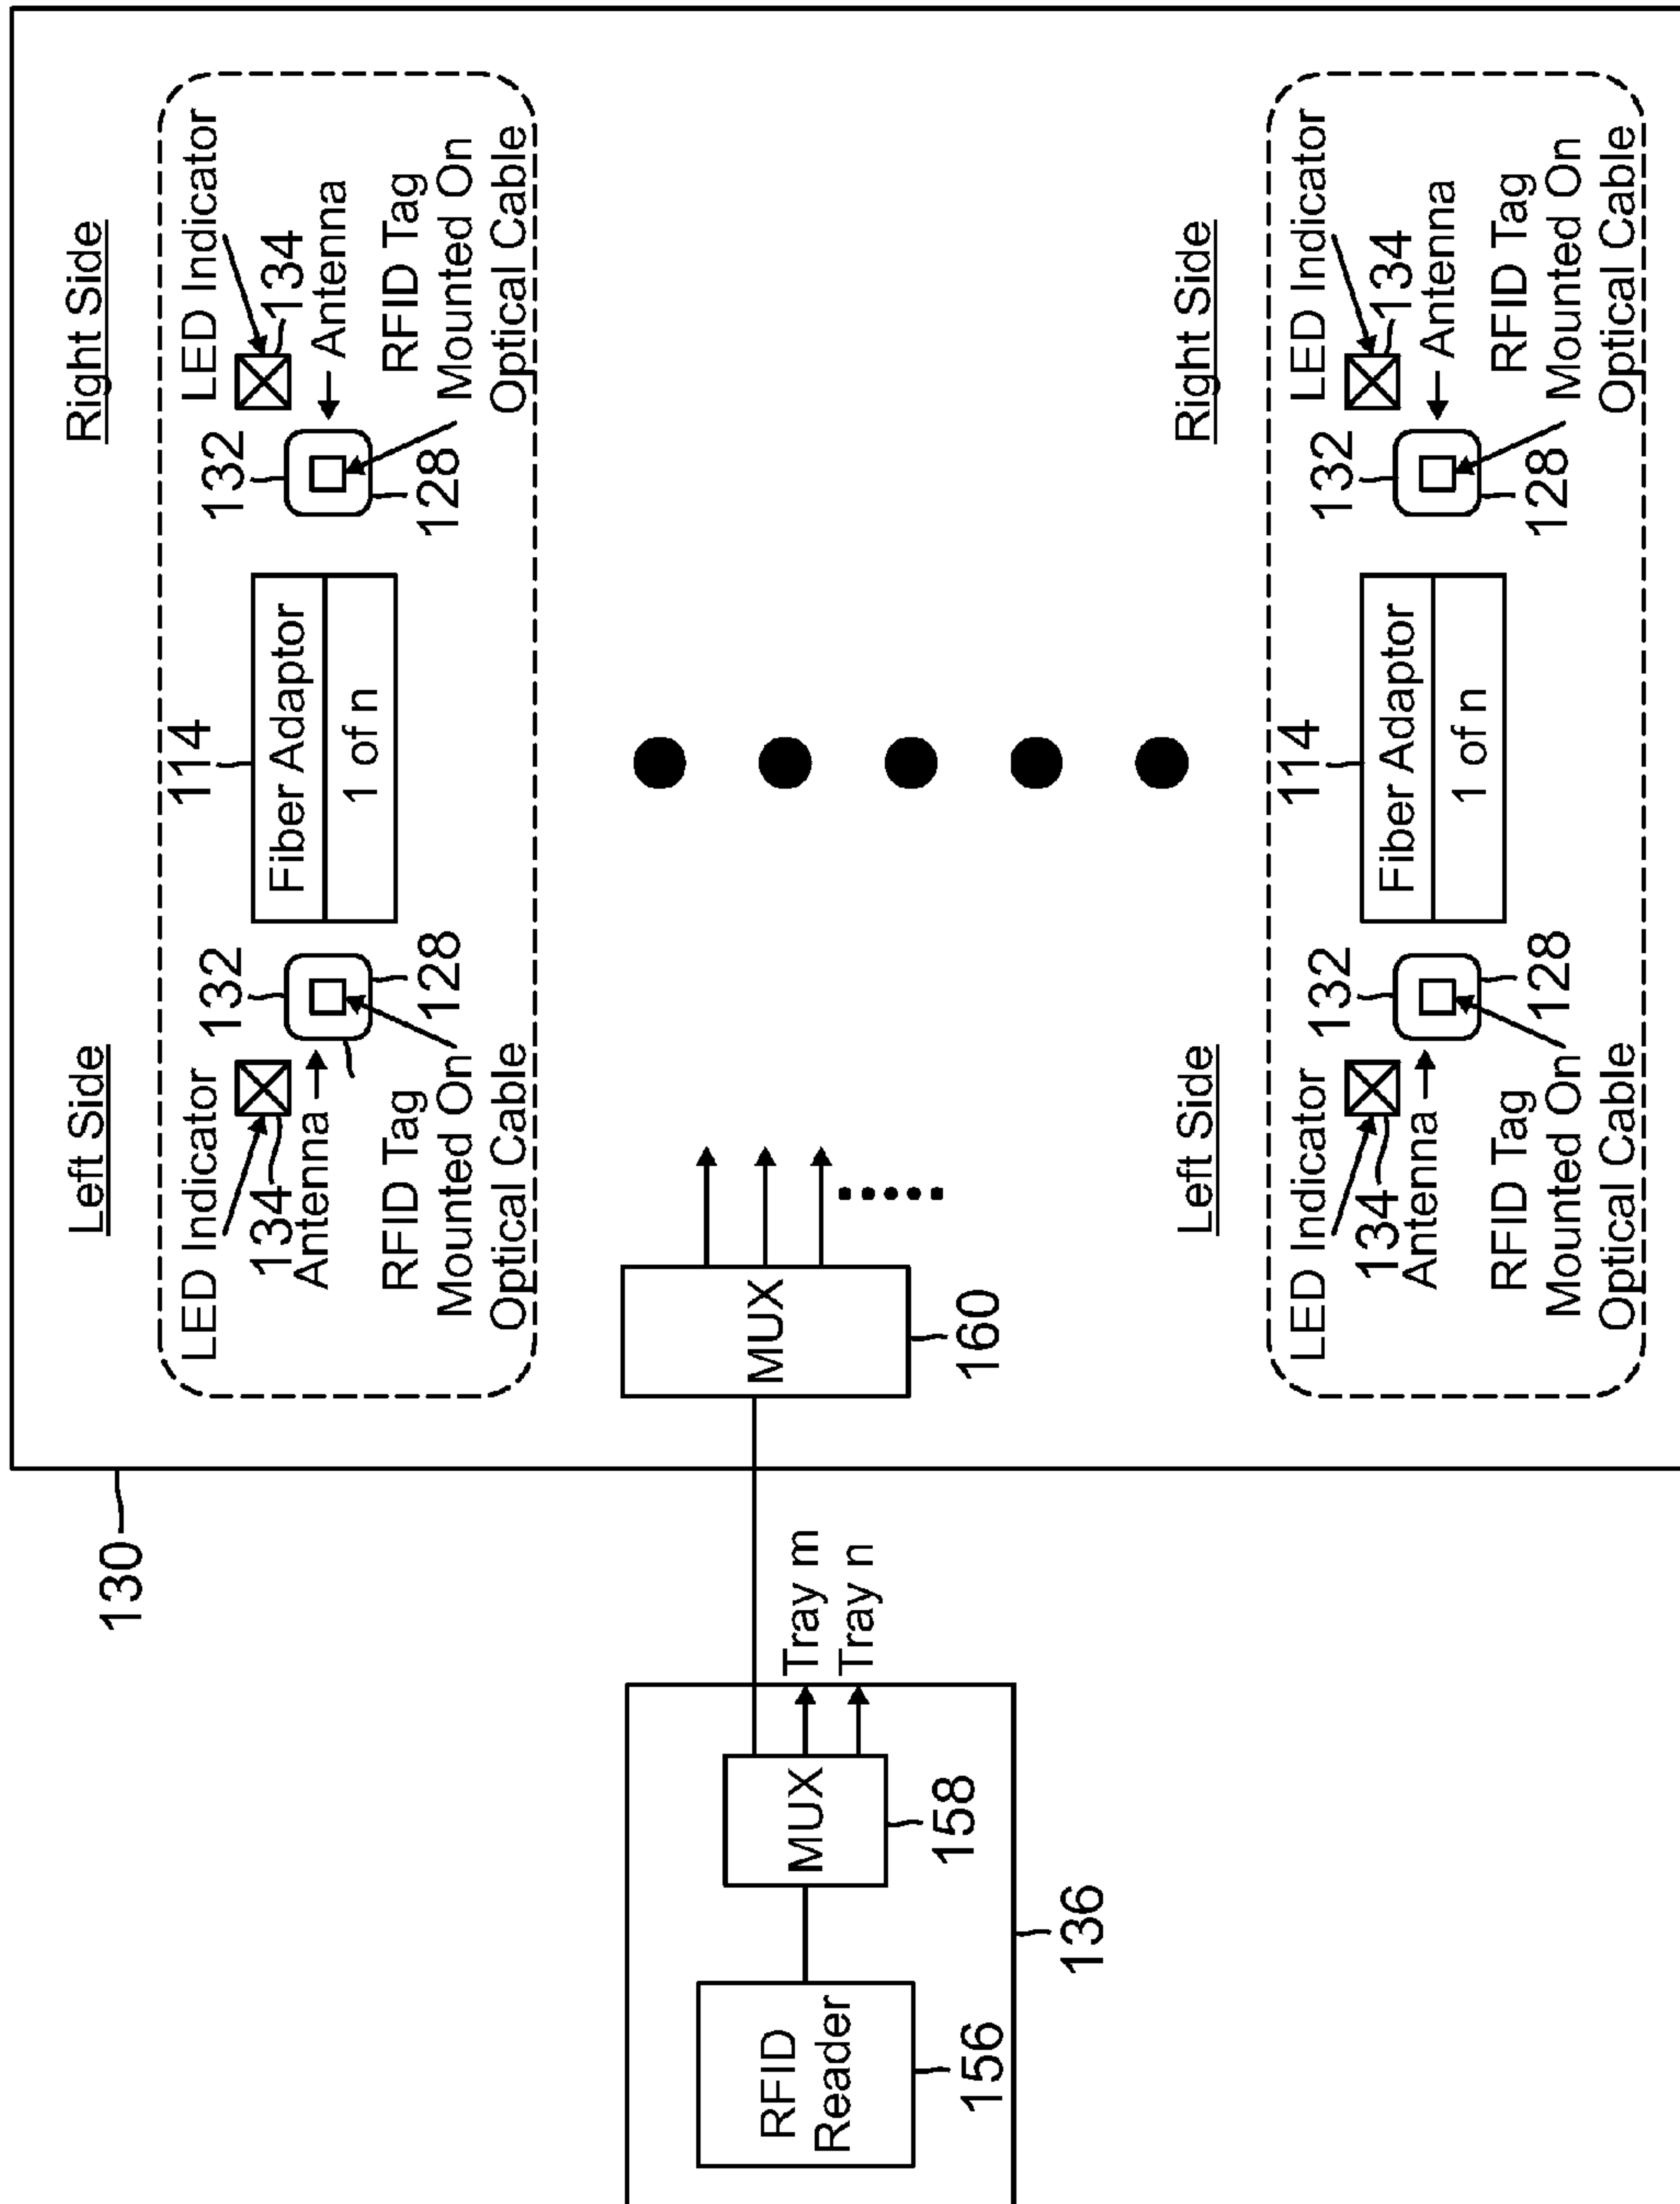 130
Left Side
Right Side
LED Indicator
134
Antenna
132
RFID Tag
Mounted On
Optical Cable
128
114
Fiber Adaptor
1 of n
132
LED Indicator
134
Antenna
128
RFID Tag
Mounted On
Optical Cable
RFID
Reader
156
MUX
158
136
Tray m
Tray n
MUX
160
Left Side
Right Side
LED Indicator
134
Antenna
132
RFID Tag
Mounted On
Optical Cable
128
114
Fiber Adaptor
1 of n
132
LED Indicator
134
Antenna
128
RFID Tag
Mounted On
Optical Cable